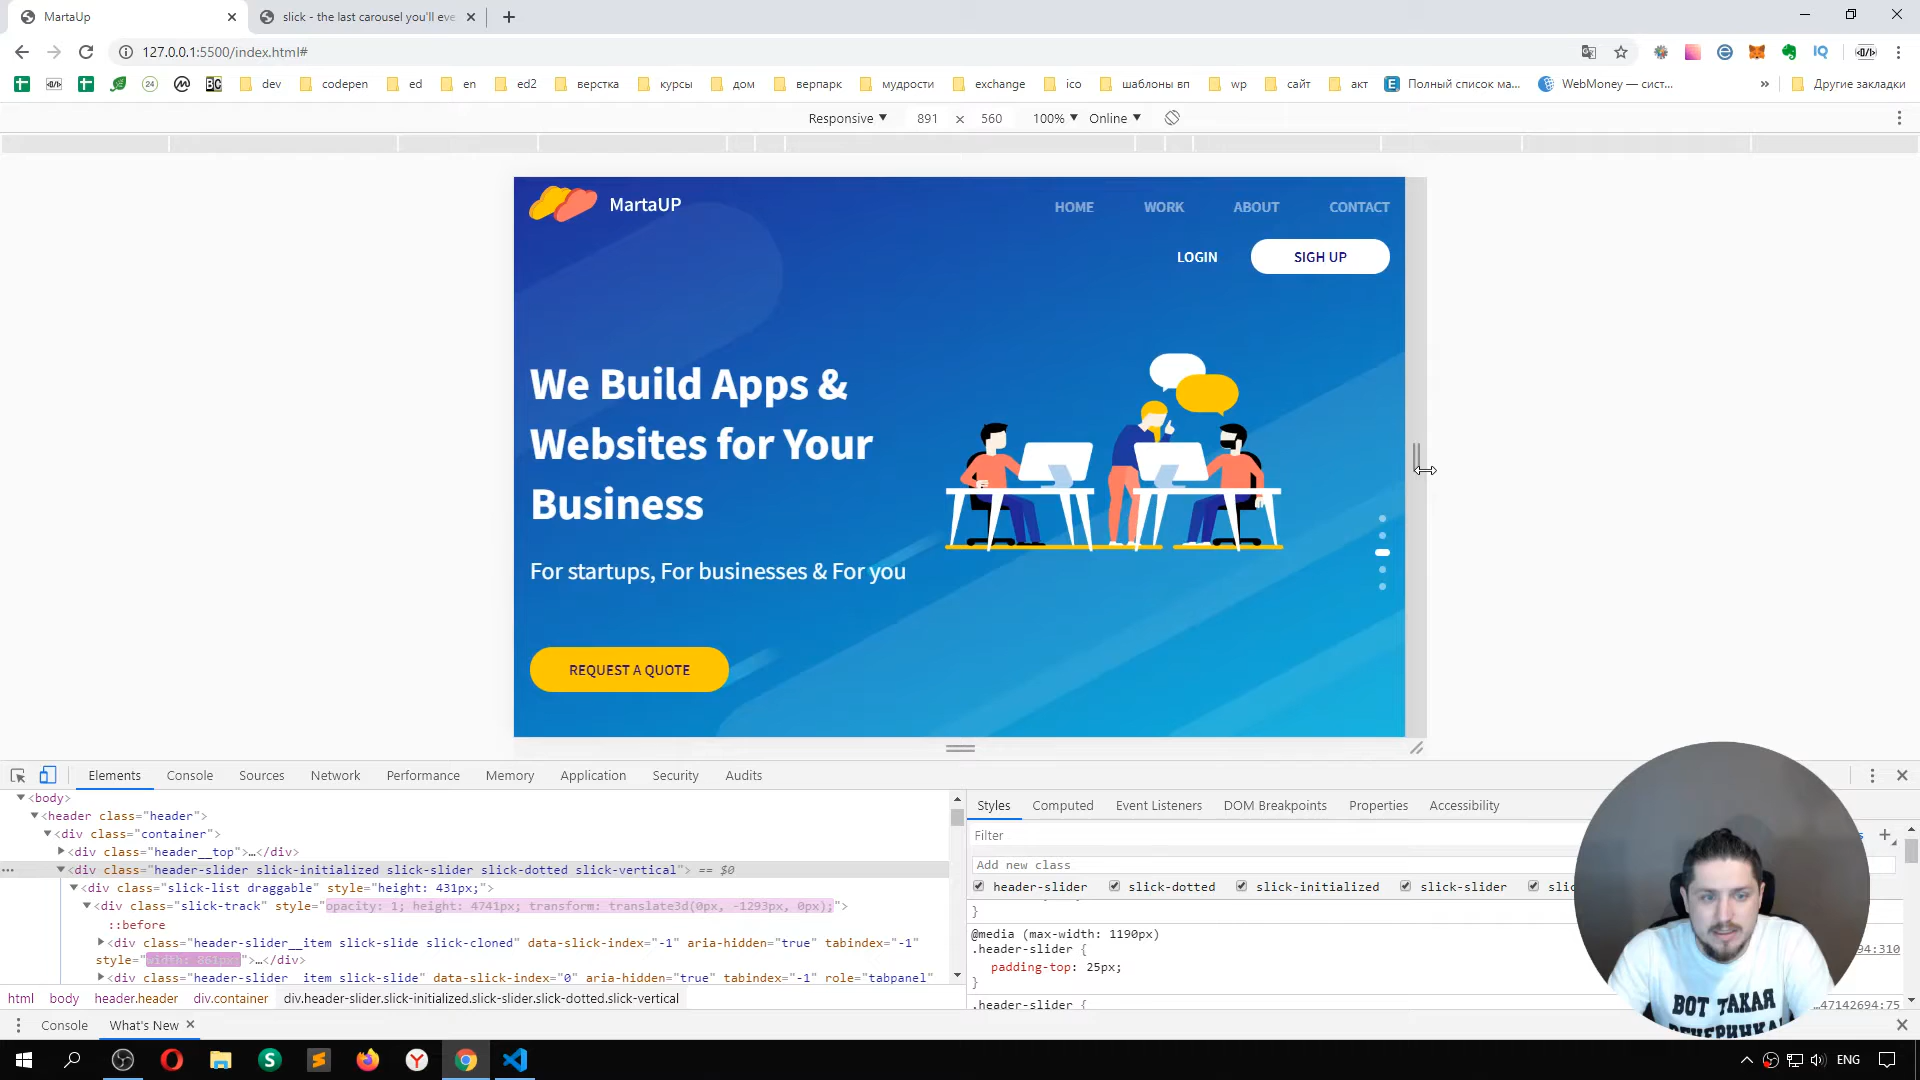 MartaUp
slick - the last carousel you'll eve
127.0.0.1:5500/index.html#
24
BC
dev
codepen
ed
en
ed2
верстка
курсы
дом
верпарк
мудрости
exchange
ico
шаблоны вп
wp
сайт
акт
Полный список ма...
WebMoney — сист...
»
Другие закладки
IQ
Responsive ▼
891 × 560
100% ▼
Online ▼
MartaUP
HOME WORK ABOUT CONTACT
LOGIN SIGH UP
We Build Apps &
Websites for Your
Business
For startups, For businesses & For you
REQUEST A QUOTE
Elements Console Sources Network Performance Memory Application Security Audits
<body>
<header class="header">
<div class="container">
<div class="header__top">…</div>
<div class="header-slider slick-initialized slick-slider slick-dotted slick-vertical"> == $0
<div class="slick-list draggable" style="height: 431px;">
<div class="slick-track" style="opacity: 1; height: 4741px; transform: translate3d(0px, -1293px, 0px);">
::before
<div class="header-slider__item slick-slide slick-cloned" data-slick-index="-1" aria-hidden="true" tabindex="-1"
style="width: 861px;">…</div>
<div class="header-slider__item slick-slide" data-slick-index="0" aria-hidden="true" tabindex="-1" role="tabpanel"
html body header.header div.container div.header-slider.slick-initialized.slick-slider.slick-dotted.slick-vertical
Styles Computed Event Listeners DOM Breakpoints Properties Accessibility
Filter
Add new class
header-slider slick-dotted slick-initialized slick-slider slic
}
@media (max-width: 1190px)
.header-slider {
94:310
padding-top: 25px;
}
.header-slider {
…47142694:75
Console What's New
ВОТ ТАКАЯ
ВЕЧЕРИНКА!
ENG